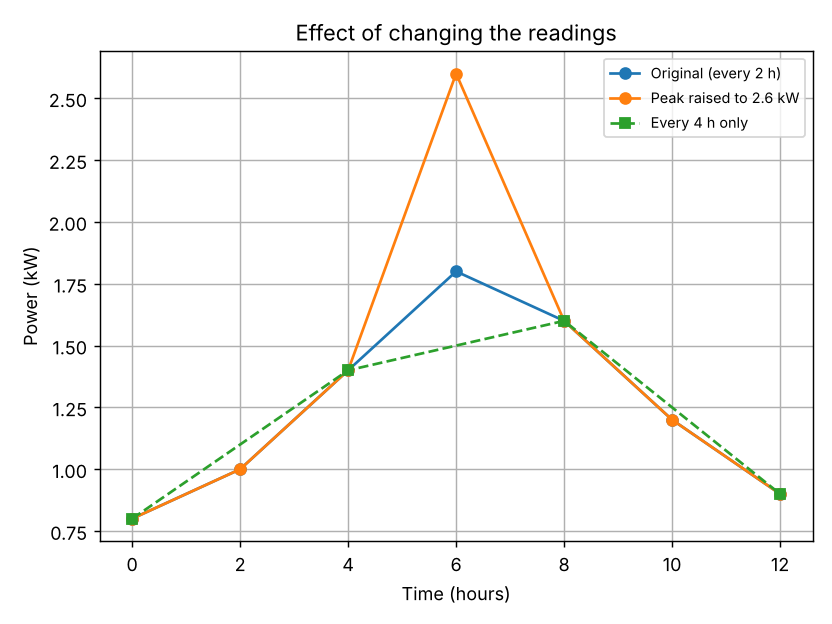 Effect of changing the readings
Original (every 2 h)
Peak raised to 2.6 kW
Every 4 h only
Power (kW)
2.50
2.25
2.00
1.75
1.50
1.25
1.00
0.75
0 2 4 6 8 10 12
Time (hours)